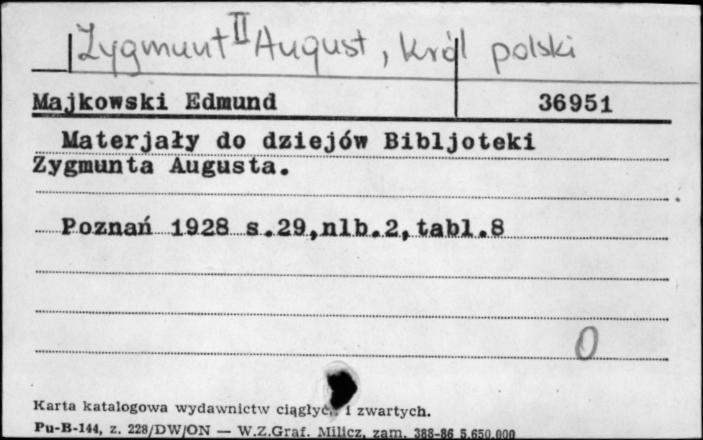 Zygmunt II August, król polski
Majkowski Edmund 36951
Materjały do dziejów Bibljoteki
Zygmunta Augusta.
Poznań 1928 s.29,nlb.2,tabl.8
0
Karta katalogowa wydawnictw ciągłyc. i zwartych.
Pu-B-144, z. 228/DW/ON — W.Z.Graf. Milicz, zam. 388-86 5.650.000